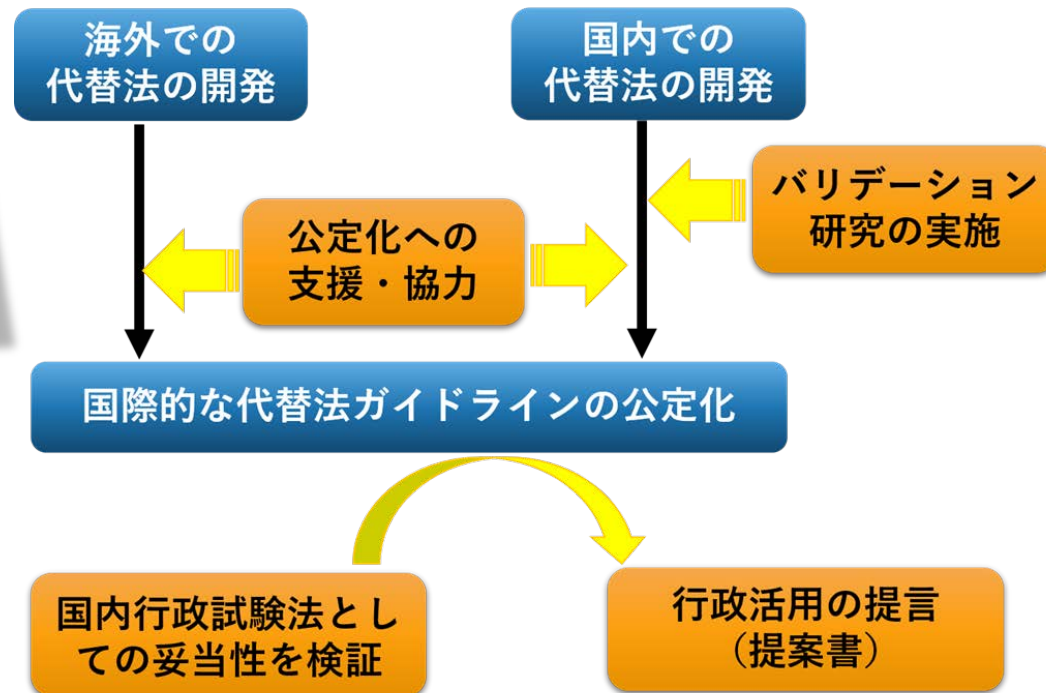 海外での
代替法の開発
国内での
代替法の開発
バリデーション
研究の実施
公定化への
支援・協力
国際的な代替法ガイドラインの公定化
国内行政試験法とし
ての妥当性を検証
行政活用の提言
（提案書）